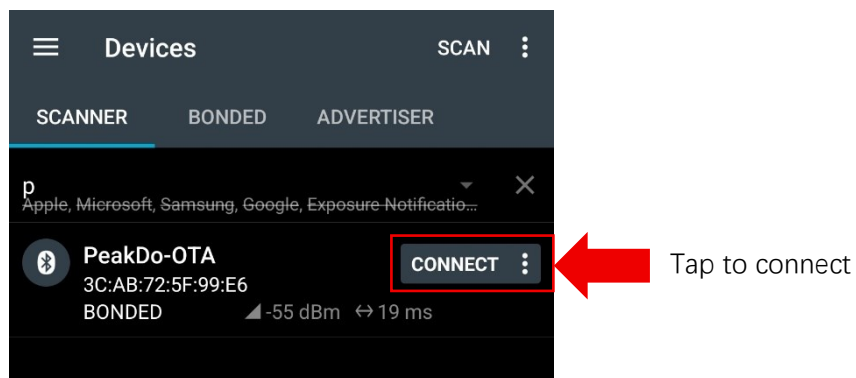 Devices
SCAN
SCANNER BONDED ADVERTISER
p
Apple, Microsoft, Samsung, Google, Exposure Notificatio...
PeakDo-OTA
CONNECT
Tap to connect
3C:AB:72:5F:99:E6
BONDED -55 dBm ↔ 19 ms